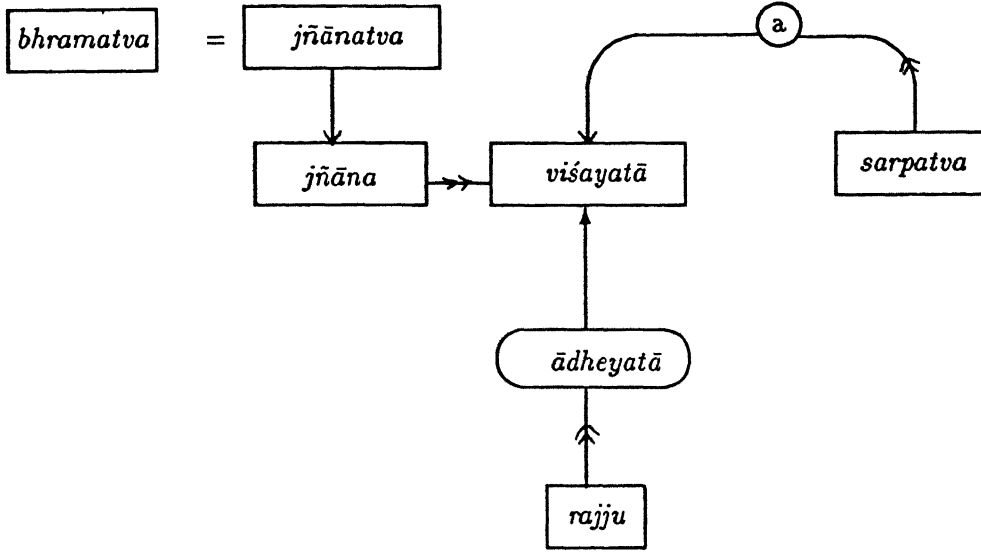 bhramatva = jñānatva
a
jñāna
viśayatā
sarpatva
ādheyatā
rajju